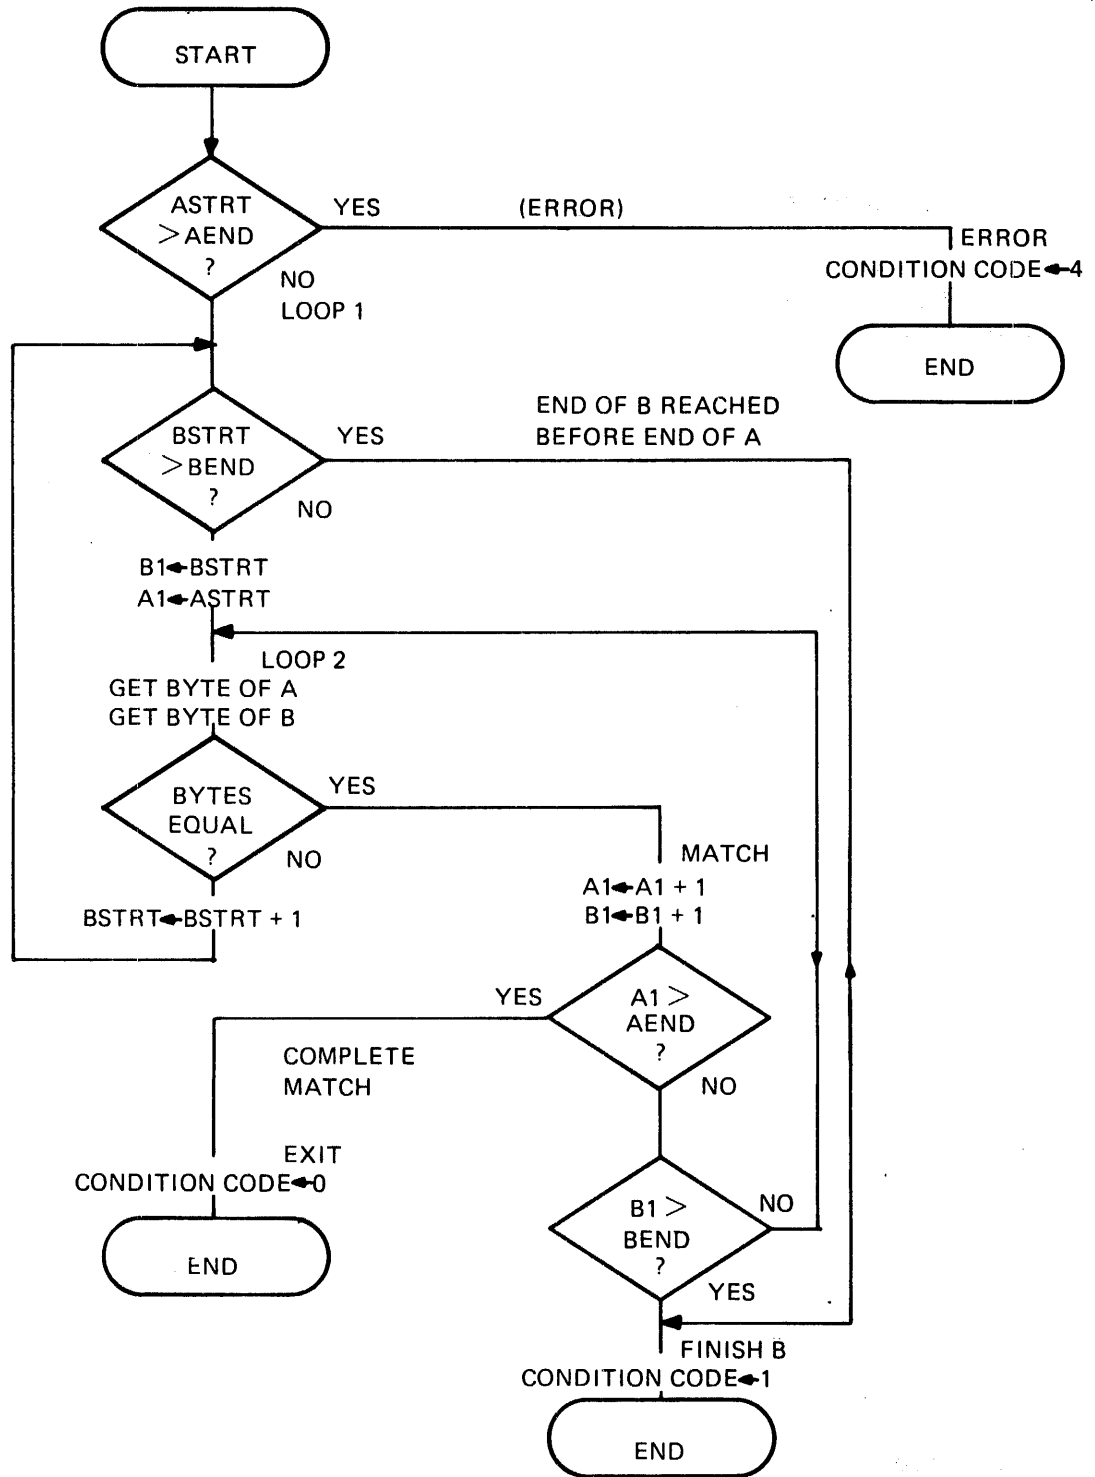 START
ASTRT
>AEND
?
YES
(ERROR)
ERROR
CONDITION CODE←4
END
NO
LOOP 1
BSTRT
>BEND
?
YES
END OF B REACHED
BEFORE END OF A
NO
B1←BSTRT
A1←ASTRT
LOOP 2
GET BYTE OF A
GET BYTE OF B
BYTES
EQUAL
?
YES
NO
BSTRT←BSTRT + 1
MATCH
A1←A1 + 1
B1←B1 + 1
A1 >
AEND
?
YES
NO
COMPLETE
MATCH
EXIT
CONDITION CODE←0
END
B1 >
BEND
?
NO
YES
FINISH B
CONDITION CODE←1
END